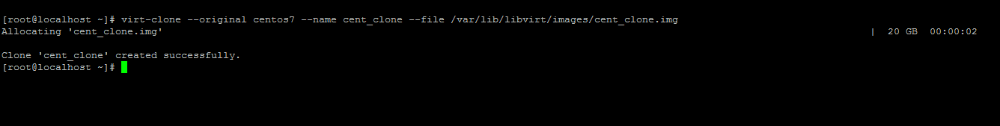 [root@localhost ~]# virt-clone --original centos7 --name cent_clone --file /var/lib/libvirt/images/cent_clone.img
Allocating 'cent_clone.img' | 20 GB 00:00:02
Clone 'cent_clone' created successfully.
[root@localhost ~]#